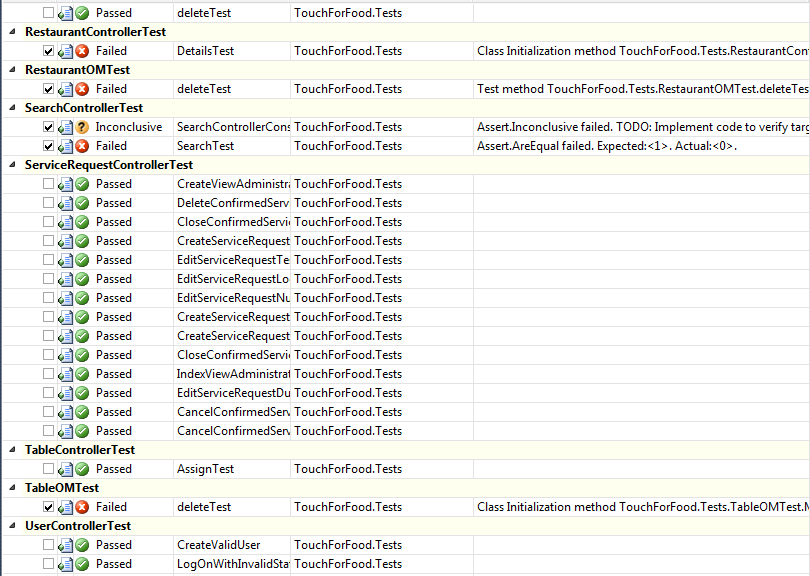 Passed deleteTest TouchForFood.Tests
RestaurantControllerTest
Failed DetailsTest TouchForFood.Tests Class Initialization method TouchForFood.Tests.RestaurantCont
RestaurantOMTest
Failed deleteTest TouchForFood.Tests Test method TouchForFood.Tests.RestaurantOMTest.deleteTes
SearchControllerTest
Inconclusive SearchControllerCons TouchForFood.Tests Assert.Inconclusive failed. TODO: Implement code to verify targ
Failed SearchTest TouchForFood.Tests Assert.AreEqual failed. Expected:<1>. Actual:<0>.
ServiceRequestControllerTest
Passed CreateViewAdministra TouchForFood.Tests
Passed DeleteConfirmedServ TouchForFood.Tests
Passed CloseConfirmedServi TouchForFood.Tests
Passed CreateServiceRequest TouchForFood.Tests
Passed EditServiceRequestTe TouchForFood.Tests
Passed EditServiceRequestLo TouchForFood.Tests
Passed EditServiceRequestNu TouchForFood.Tests
Passed CreateServiceRequest TouchForFood.Tests
Passed CreateServiceRequest TouchForFood.Tests
Passed CloseConfirmedServi TouchForFood.Tests
Passed IndexViewAdministrat TouchForFood.Tests
Passed EditServiceRequestDu TouchForFood.Tests
Passed CancelConfirmedServ TouchForFood.Tests
Passed CancelConfirmedServ TouchForFood.Tests
TableControllerTest
Passed AssignTest TouchForFood.Tests
TableOMTest
Failed deleteTest TouchForFood.Tests Class Initialization method TouchForFood.Tests.TableOMTest.M
UserControllerTest
Passed CreateValidUser TouchForFood.Tests
Passed LogOnWithInvalidStat TouchForFood.Tests